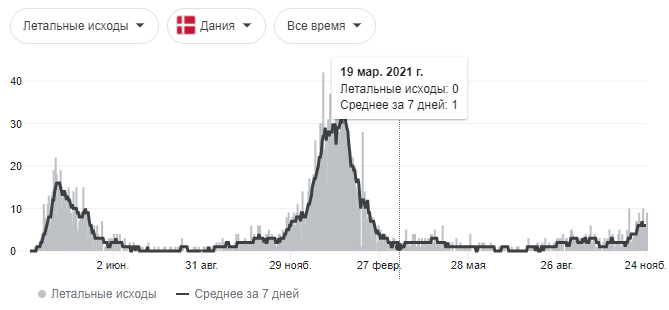 Летальные исходы Дания Все время
19 мар. 2021 г.
Летальные исходы: 0
Среднее за 7 дней: 1
40
30
20
10
0
2 июн. 31 авг. 29 нояб. 27 февр. 28 мая 26 авг. 24 нояб.
Летальные исходы Среднее за 7 дней